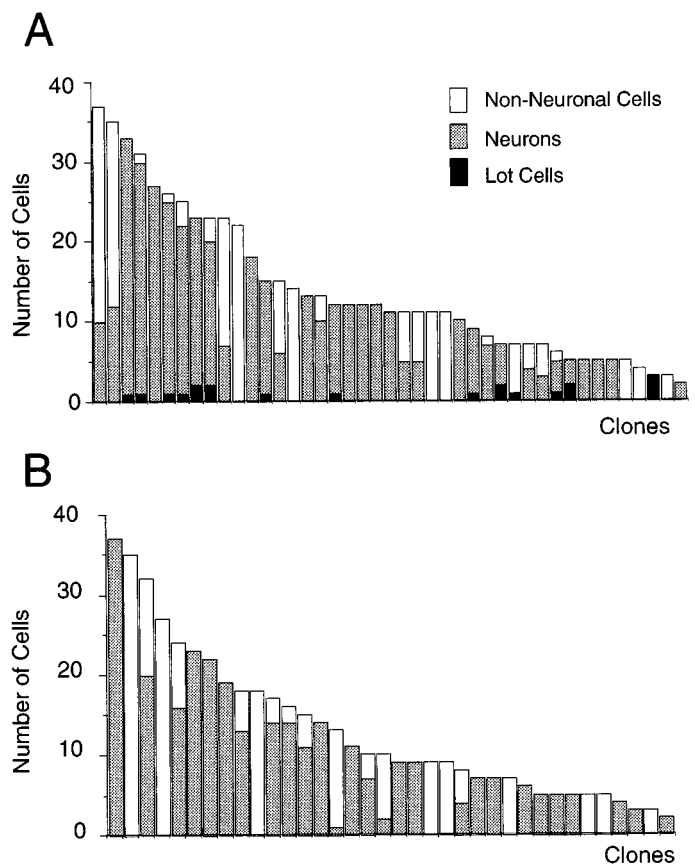 A
40
30
20
10
0
Number of Cells
Non-Neuronal Cells
Neurons
Lot Cells
Clones
B
40
30
20
10
0
Number of Cells
Clones